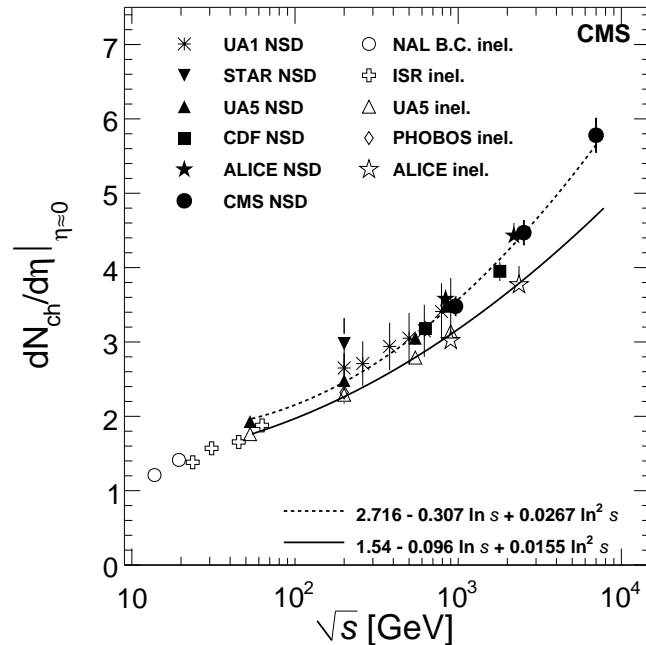 CMS
UA1 NSD
STAR NSD
UA5 NSD
CDF NSD
ALICE NSD
CMS NSD
NAL B.C. inel.
ISR inel.
UA5 inel.
PHOBOS inel.
ALICE inel.
dN_ch/dη|_η≈0
7
6
5
4
3
2
1
0
2.716 - 0.307 ln s + 0.0267 ln² s
1.54 - 0.096 ln s + 0.0155 ln² s
10 10² 10³ 10⁴
√s [GeV]